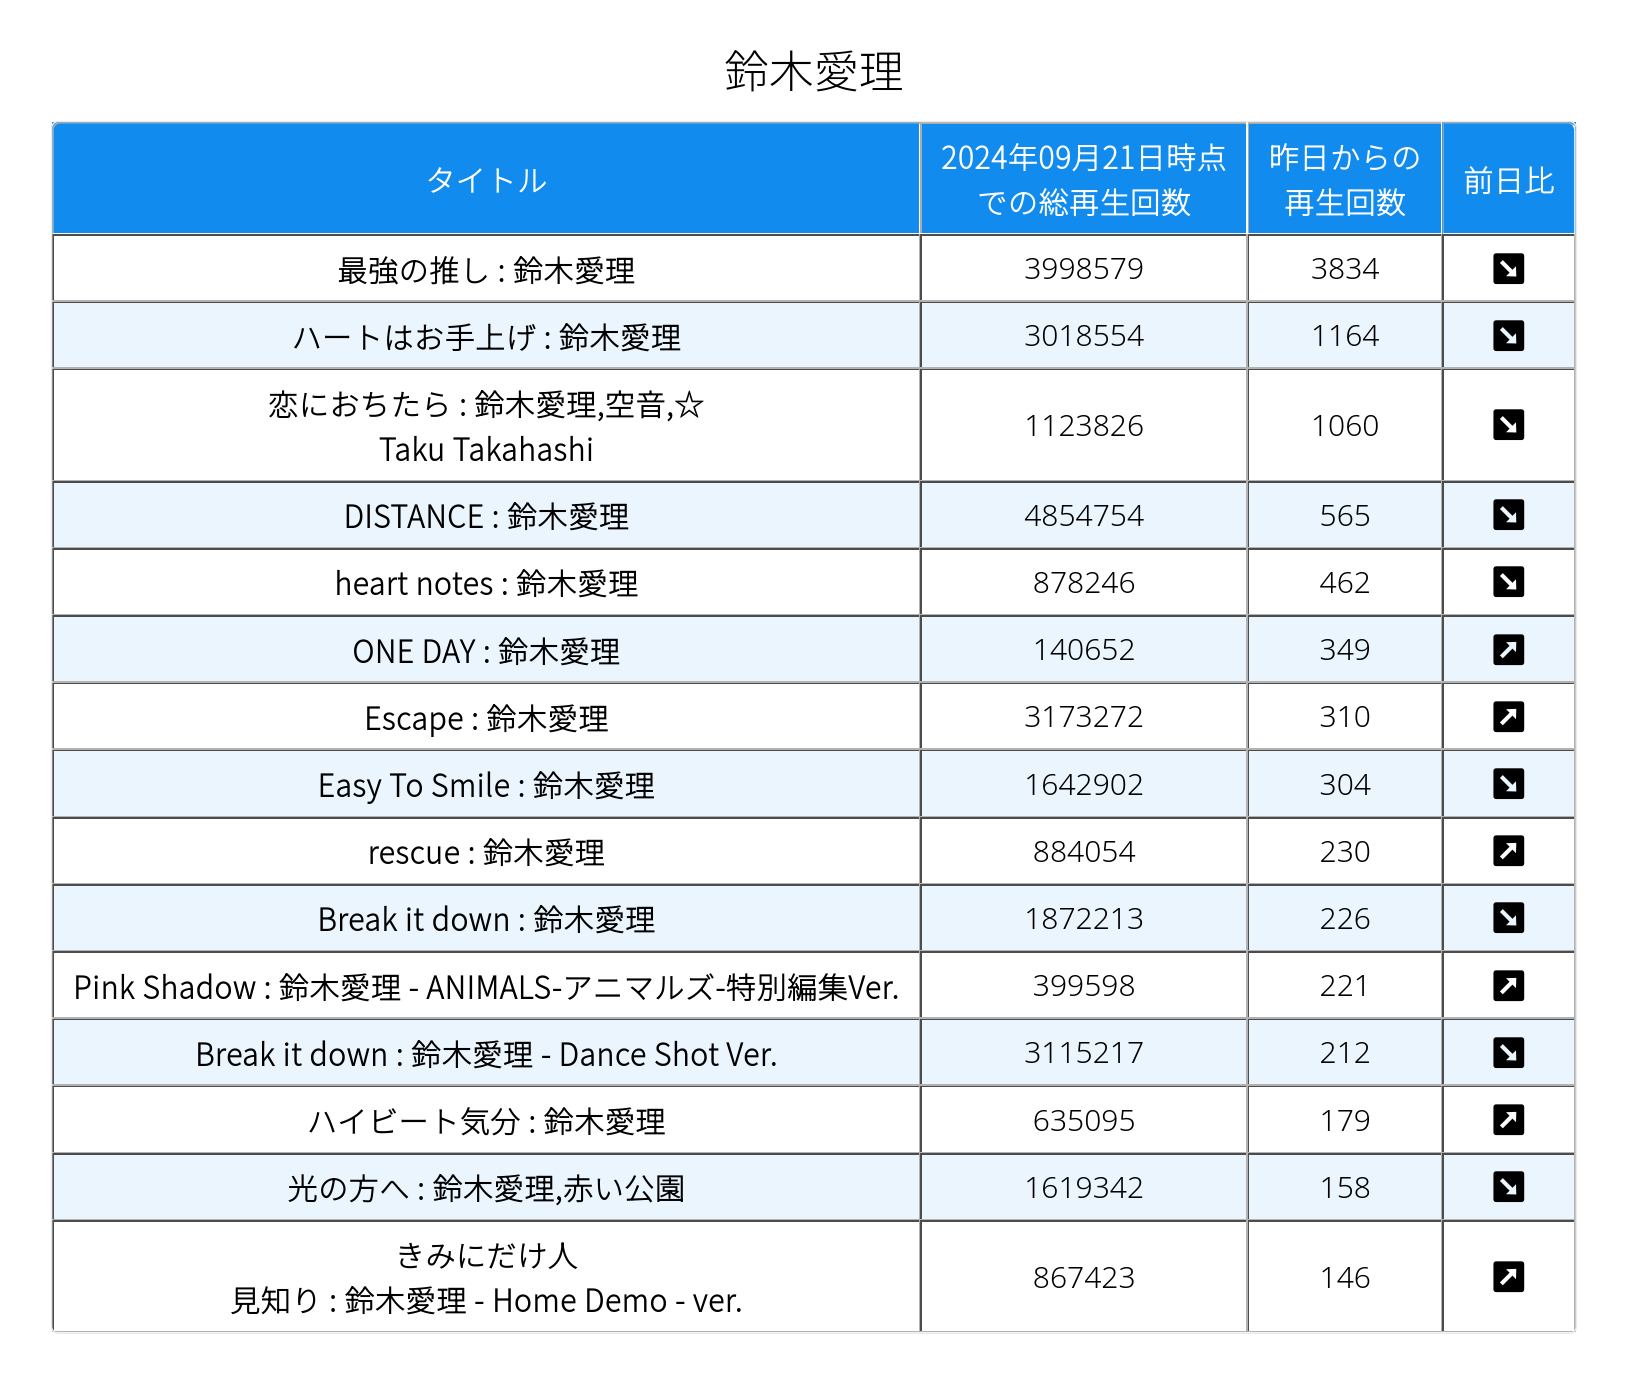 鈴木愛理
タイトル
2024年09月21日時点
での総再生回数
昨日からの
再生回数
前日比
最強の推し : 鈴木愛理 3998579 3834
ハートはお手上げ : 鈴木愛理 3018554 1164
恋におちたら : 鈴木愛理,空音,☆
Taku Takahashi
1123826 1060
DISTANCE : 鈴木愛理 4854754 565
heart notes : 鈴木愛理 878246 462
ONE DAY : 鈴木愛理 140652 349
Escape : 鈴木愛理 3173272 310
Easy To Smile : 鈴木愛理 1642902 304
rescue : 鈴木愛理 884054 230
Break it down : 鈴木愛理 1872213 226
Pink Shadow : 鈴木愛理 - ANIMALS-アニマルズ-特別編集Ver. 399598 221
Break it down : 鈴木愛理 - Dance Shot Ver. 3115217 212
ハイビート気分 : 鈴木愛理 635095 179
光の方へ : 鈴木愛理,赤い公園 1619342 158
きみにだけ人
見知り : 鈴木愛理 - Home Demo - ver.
867423 146